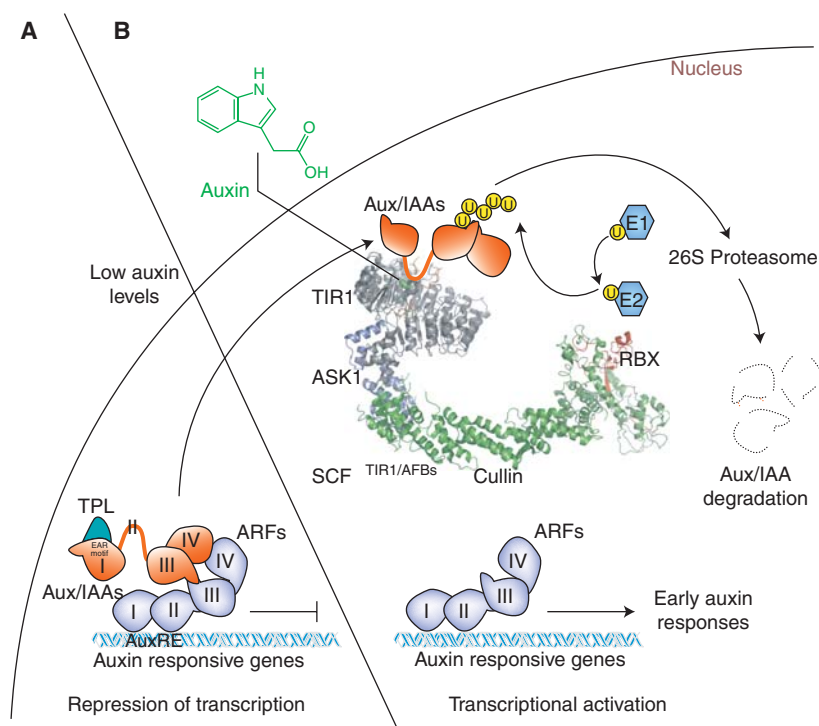 A
B
Nucleus
H
N
O
OH
Auxin
Aux/IAAs
U
U
U
U
U
U
E1
26S Proteasome
U
E2
Low auxin
levels
TIR1
RBX
ASK1
SCF TIR1/AFBs
Cullin
Aux/IAA
degradation
TPL
II
EAR
motif
I
III
IV
IV
ARFs
Aux/IAAs
I
II
III
AuxRE
Auxin responsive genes
Repression of transcription
ARFs
IV
III
I
II
Early auxin
responses
Auxin responsive genes
Transcriptional activation